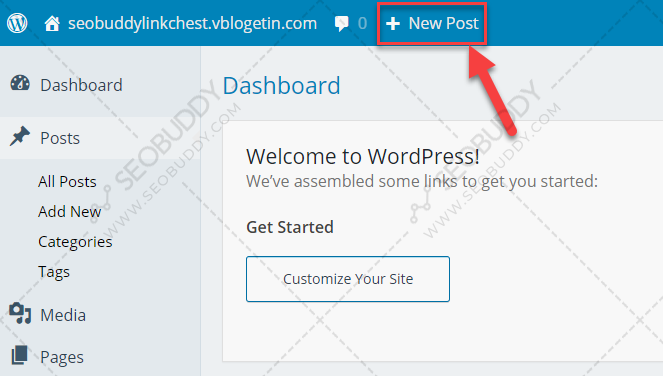 seobuddylinkchest.vblogetin.com 0 + New Post
Dashboard
Posts
All Posts
Add New
Categories
Tags
Media
Pages
Dashboard
Welcome to WordPress!
We've assembled some links to get you started:
Get Started
Customize Your Site
SEOBUDDY
WWW.SEOBUDDY.COM
SEOBUDDY
WWW.SEOBUDDY.COM